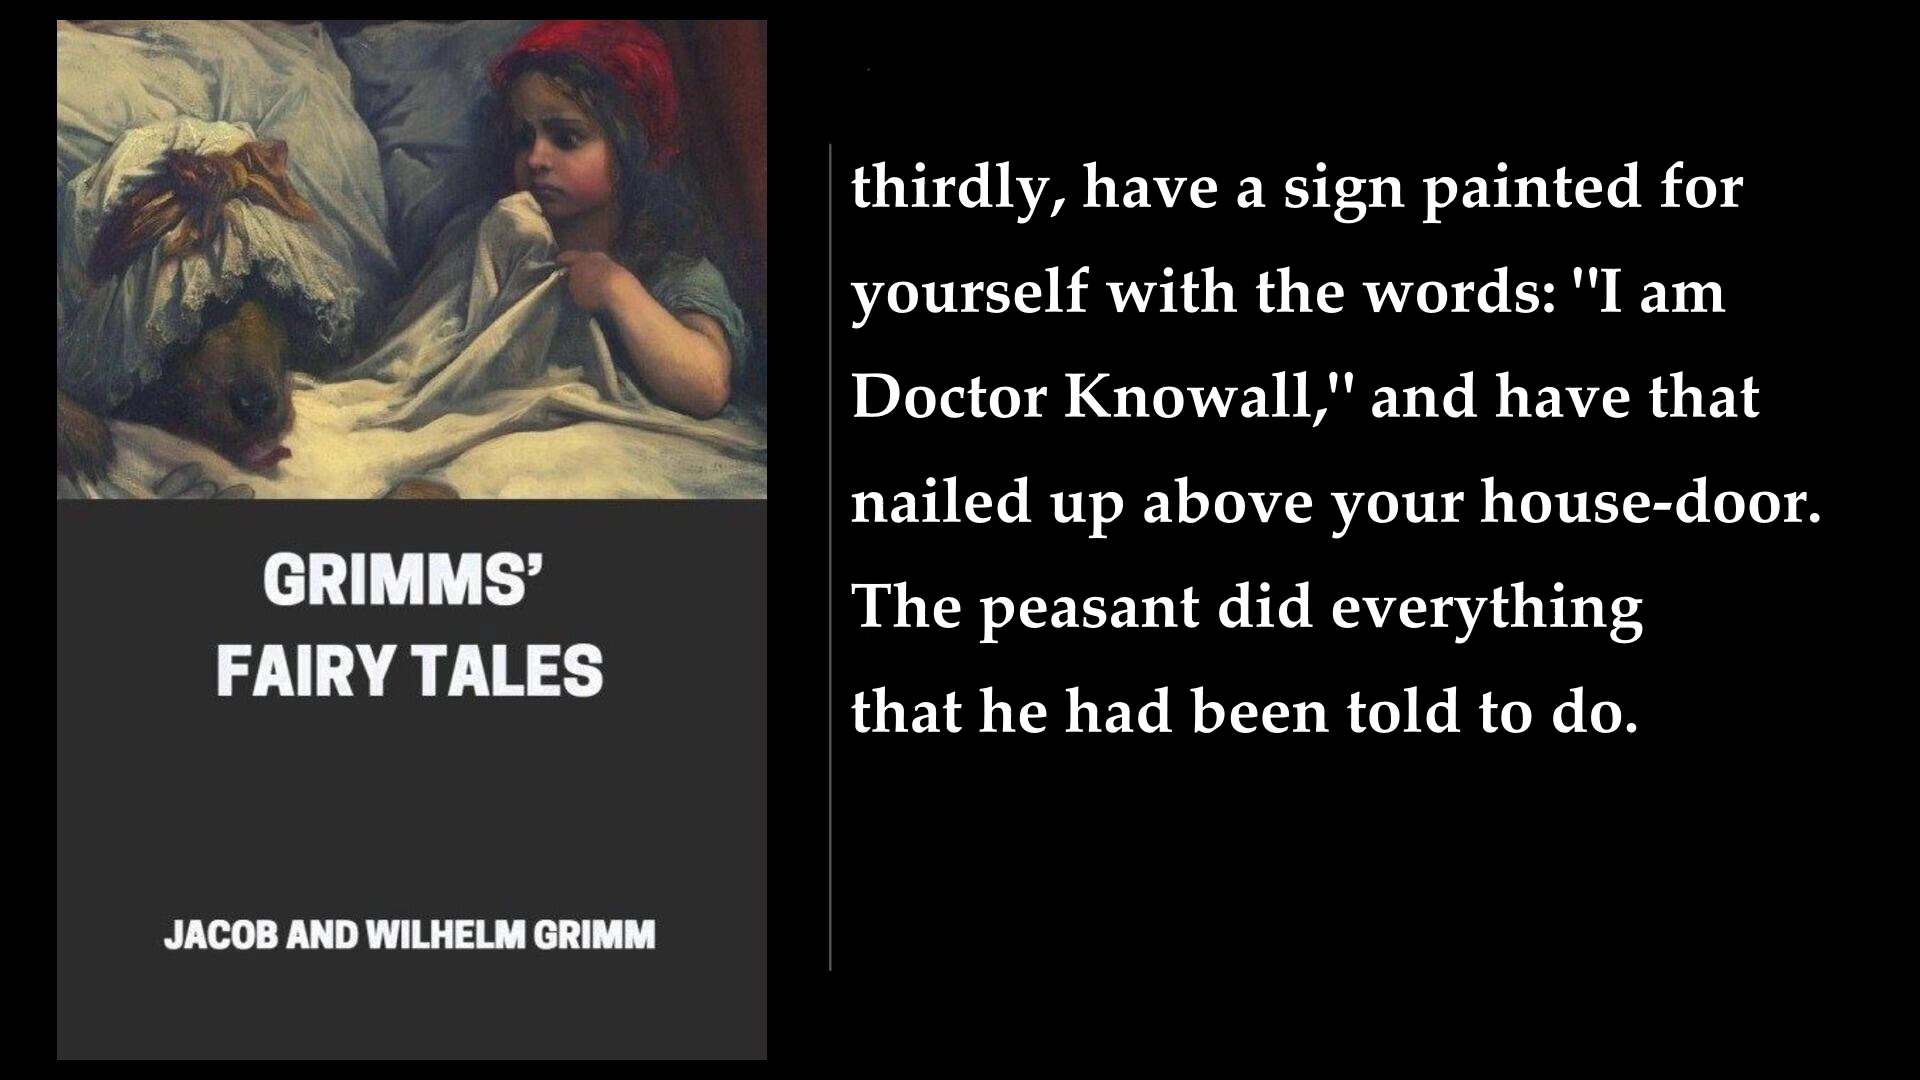 GRIMMS’
FAIRY TALES
JACOB AND WILHELM GRIMM
thirdly, have a sign painted for
yourself with the words: "I am
Doctor Knowall," and have that
nailed up above your house-door.
The peasant did everything
that he had been told to do.